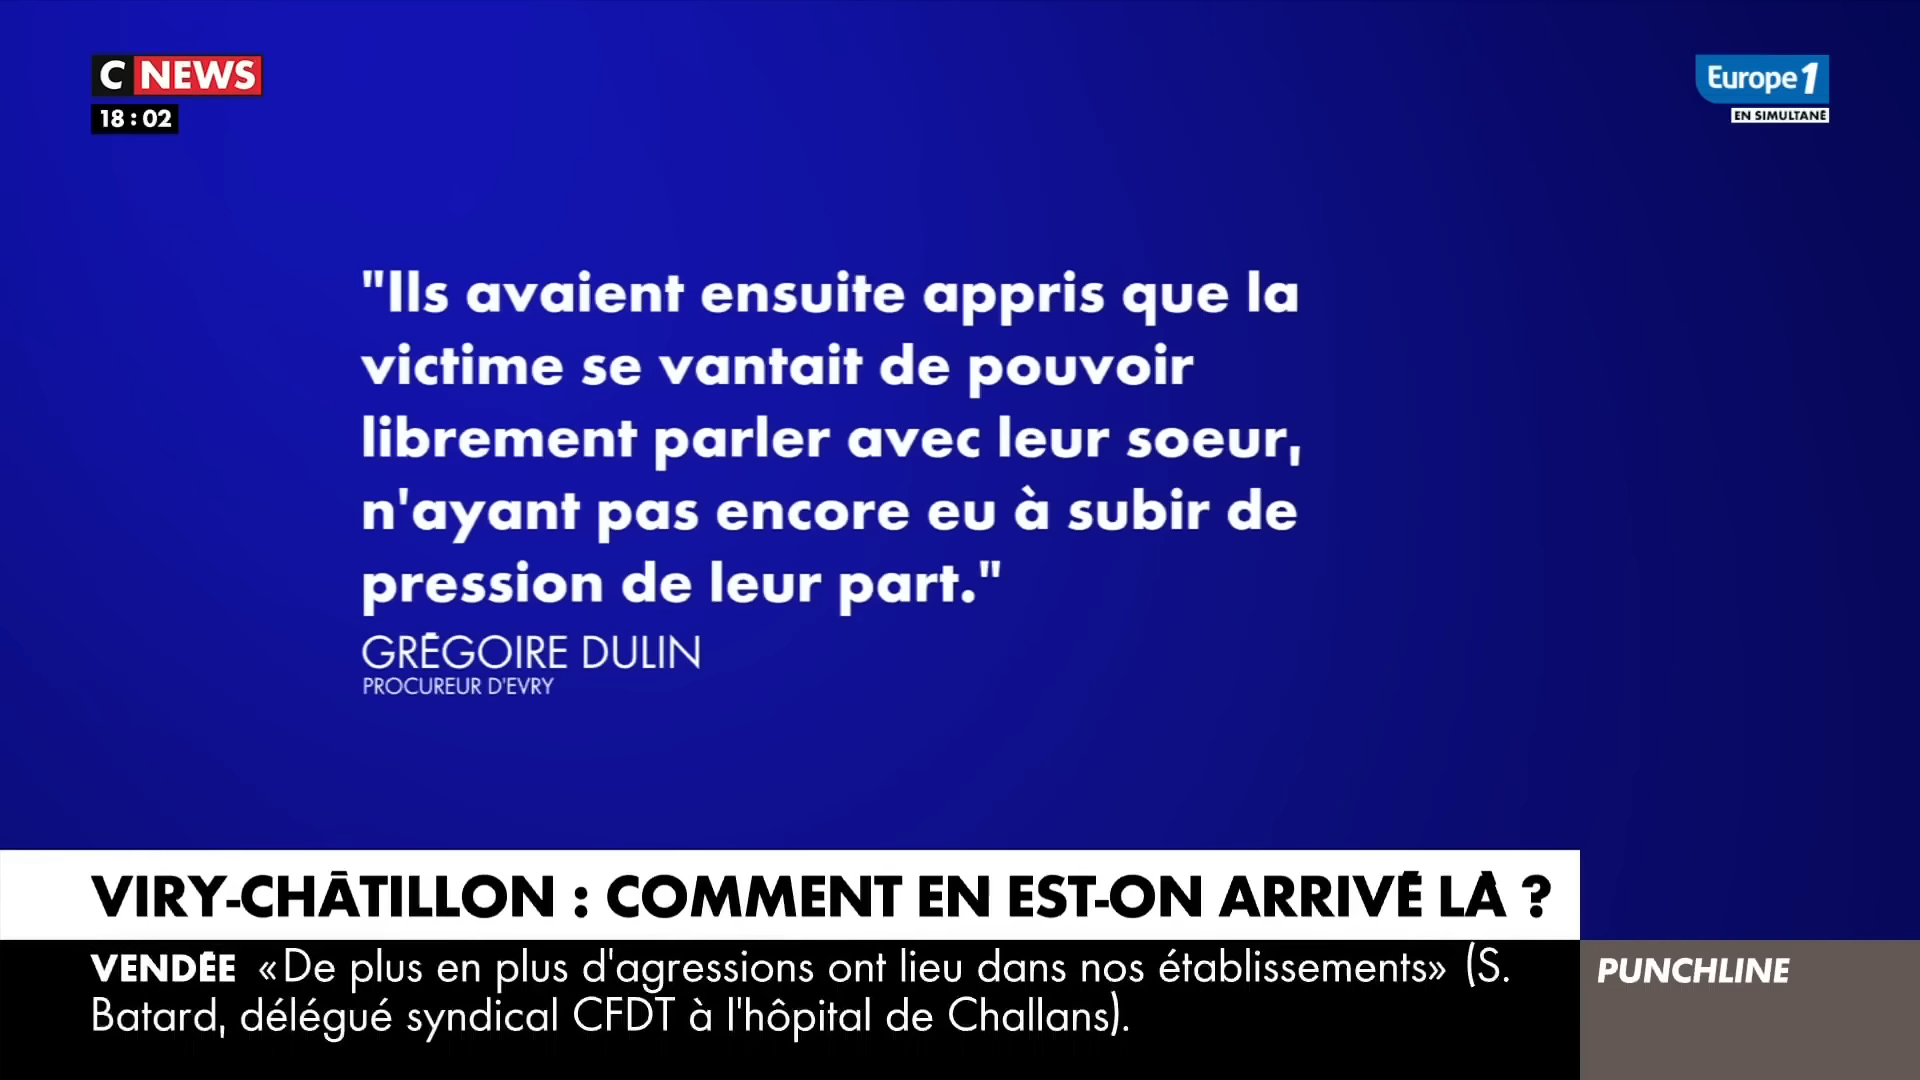 C NEWS
18:02
Europe 1
EN SIMULTANÉ
"Ils avaient ensuite appris que la
victime se vantait de pouvoir
librement parler avec leur soeur,
n'ayant pas encore eu à subir de
pression de leur part."
GRÉGOIRE DULIN
PROCUREUR D'EVRY
VIRY-CHÂTILLON : COMMENT EN EST-ON ARRIVÉ LÀ ?
VENDÉE «De plus en plus d'agressions ont lieu dans nos établissements» (S.
Batard, délégué syndical CFDT à l'hôpital de Challans).
PUNCHLINE